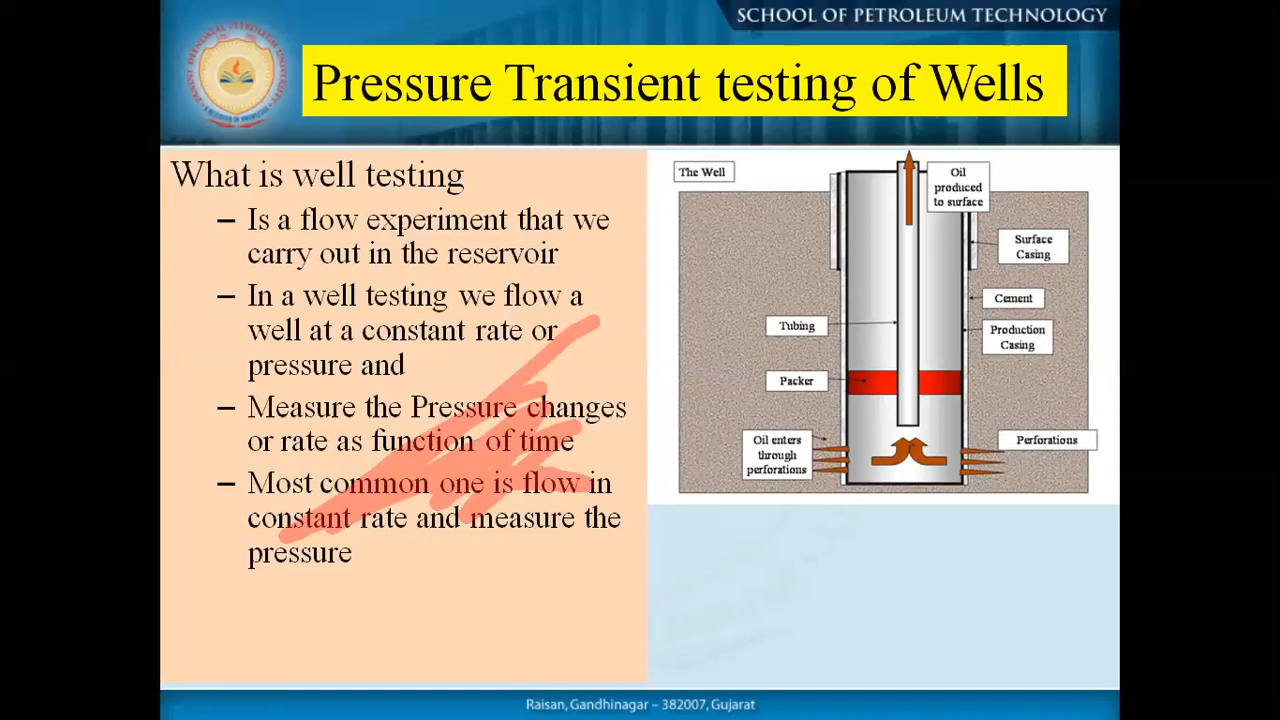 SCHOOL OF PETROLEUM TECHNOLOGY
Pressure Transient testing of Wells
What is well testing
– Is a flow experiment that we
carry out in the reservoir
– In a well testing we flow a
well at a constant rate or
pressure and
– Measure the Pressure changes
or rate as function of time
– Most common one is flow in
constant rate and measure the
pressure
The Well
Oil
produced
to surface
Surface
Casing
Cement
Tubing
Production
Casing
Packer
Oil enters
through
perforations
Perforations
Raisan, Gandhinagar – 382007, Gujarat